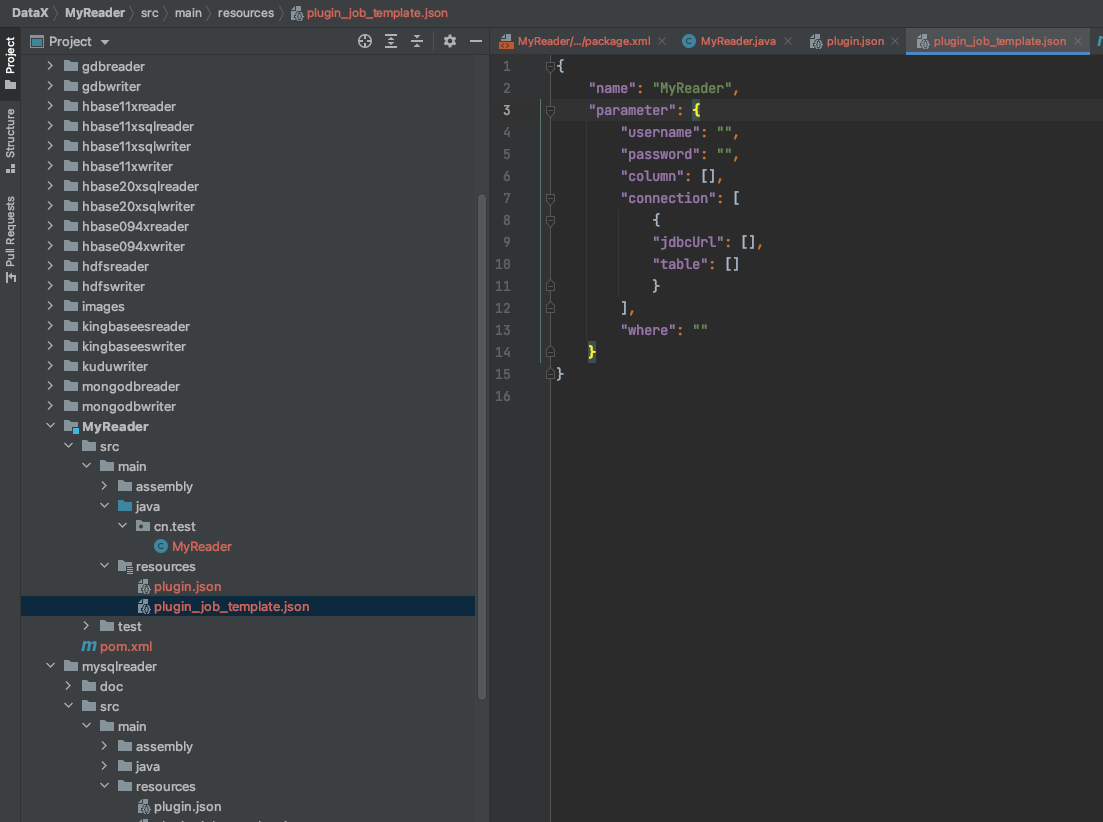 DataX MyReader src main resources plugin_job_template.json
Project
Structure
Pull Requests
Project
gdbreader
gdbwriter
hbase11xreader
hbase11xsqlreader
hbase11xsqlwriter
hbase11xwriter
hbase20xsqlreader
hbase20xsqlwriter
hbase094xreader
hbase094xwriter
hdfsreader
hdfswriter
images
kingbaseesreader
kingbaseeswriter
kuduwriter
mongodbreader
mongodbwriter
MyReader
src
main
assembly
java
cn.test
MyReader
resources
plugin.json
plugin_job_template.json
test
pom.xml
mysqlreader
doc
src
main
assembly
java
resources
plugin.json
MyReader/.../package.xml MyReader.java plugin.json plugin_job_template.json
1 {
2 "name": "MyReader",
3 "parameter": {
4 "username": "",
5 "password": "",
6 "column": [],
7 "connection": [
8 {
9 "jdbcUrl": [],
10 "table": []
11 }
12 ],
13 "where": ""
14 }
15 }
16